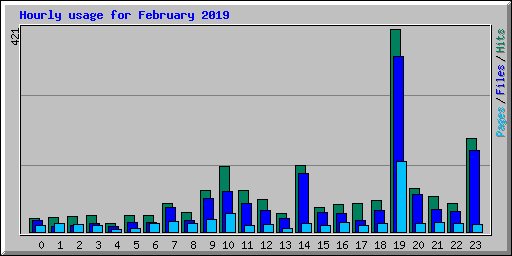 Hourly usage for February 2019
421
Pages/Files/Hits
0 1 2 3 4 5 6 7 8 9 10 11 12 13 14 15 16 17 18 19 20 21 22 23